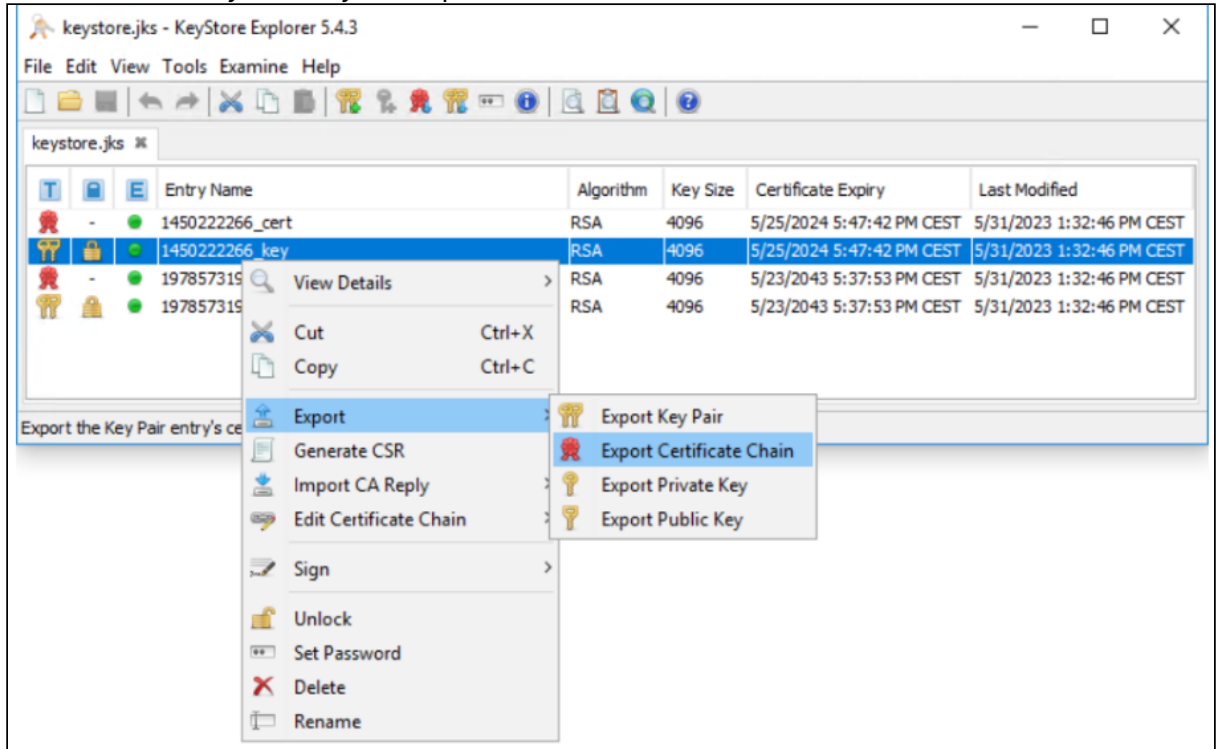 keystore.jks - KeyStore Explorer 5.4.3
File Edit View Tools Examine Help
keystore.jks
T E Entry Name Algorithm Key Size Certificate Expiry Last Modified
- 1450222266_cert RSA 4096 5/25/2024 5:47:42 PM CEST 5/31/2023 1:32:46 PM CEST
1450222266_key RSA 4096 5/25/2024 5:47:42 PM CEST 5/31/2023 1:32:46 PM CEST
- 197857319 RSA 4096 5/23/2043 5:37:53 PM CEST 5/31/2023 1:32:46 PM CEST
197857319 RSA 4096 5/23/2043 5:37:53 PM CEST 5/31/2023 1:32:46 PM CEST
View Details
Cut Ctrl+X
Copy Ctrl+C
Export
Export the Key Pair entry's ce
Generate CSR
Import CA Reply
Edit Certificate Chain
Sign
Unlock
Set Password
Delete
Rename
Export Key Pair
Export Certificate Chain
Export Private Key
Export Public Key